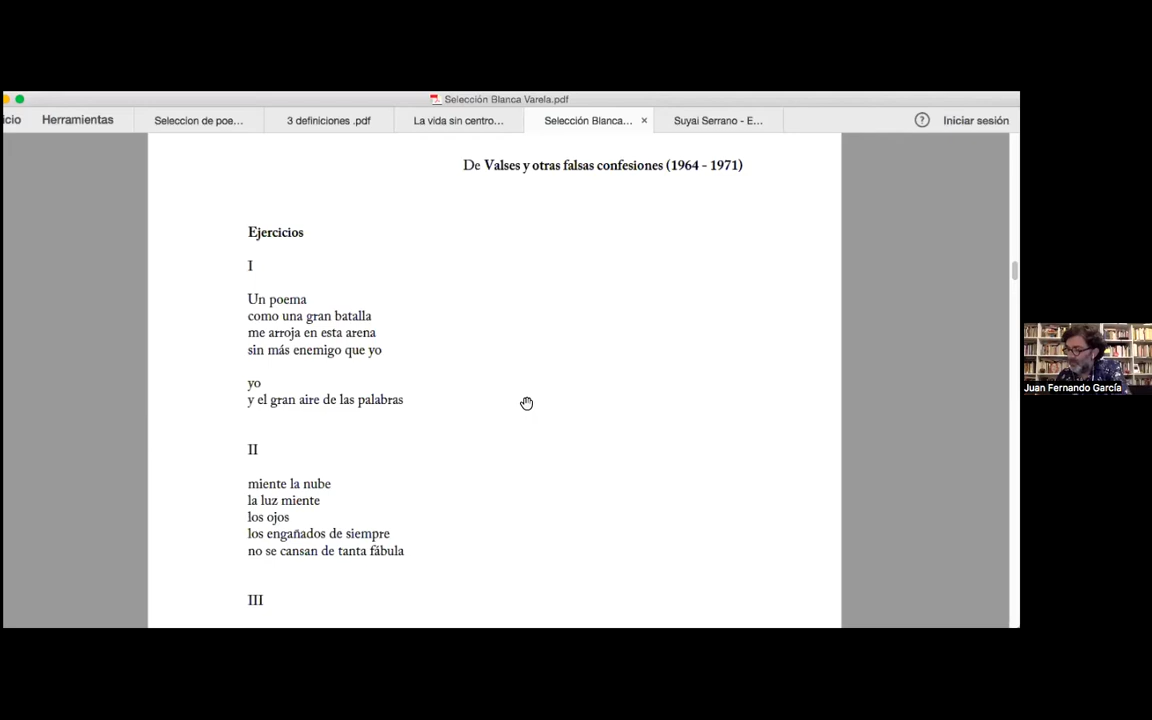 Selección Blanca Varela.pdf
icio
Herramientas
Seleccion de poe...
3 definiciones .pdf
La vida sin centro...
Selección Blanca... ×
Suyai Serrano - E...
?
Iniciar sesión
De Valses y otras falsas confesiones (1964 - 1971)
Ejercicios
I
Un poema
como una gran batalla
me arroja en esta arena
sin más enemigo que yo
yo
y el gran aire de las palabras
II
miente la nube
la luz miente
los ojos
los engañados de siempre
no se cansan de tanta fábula
III
Juan Fernando García